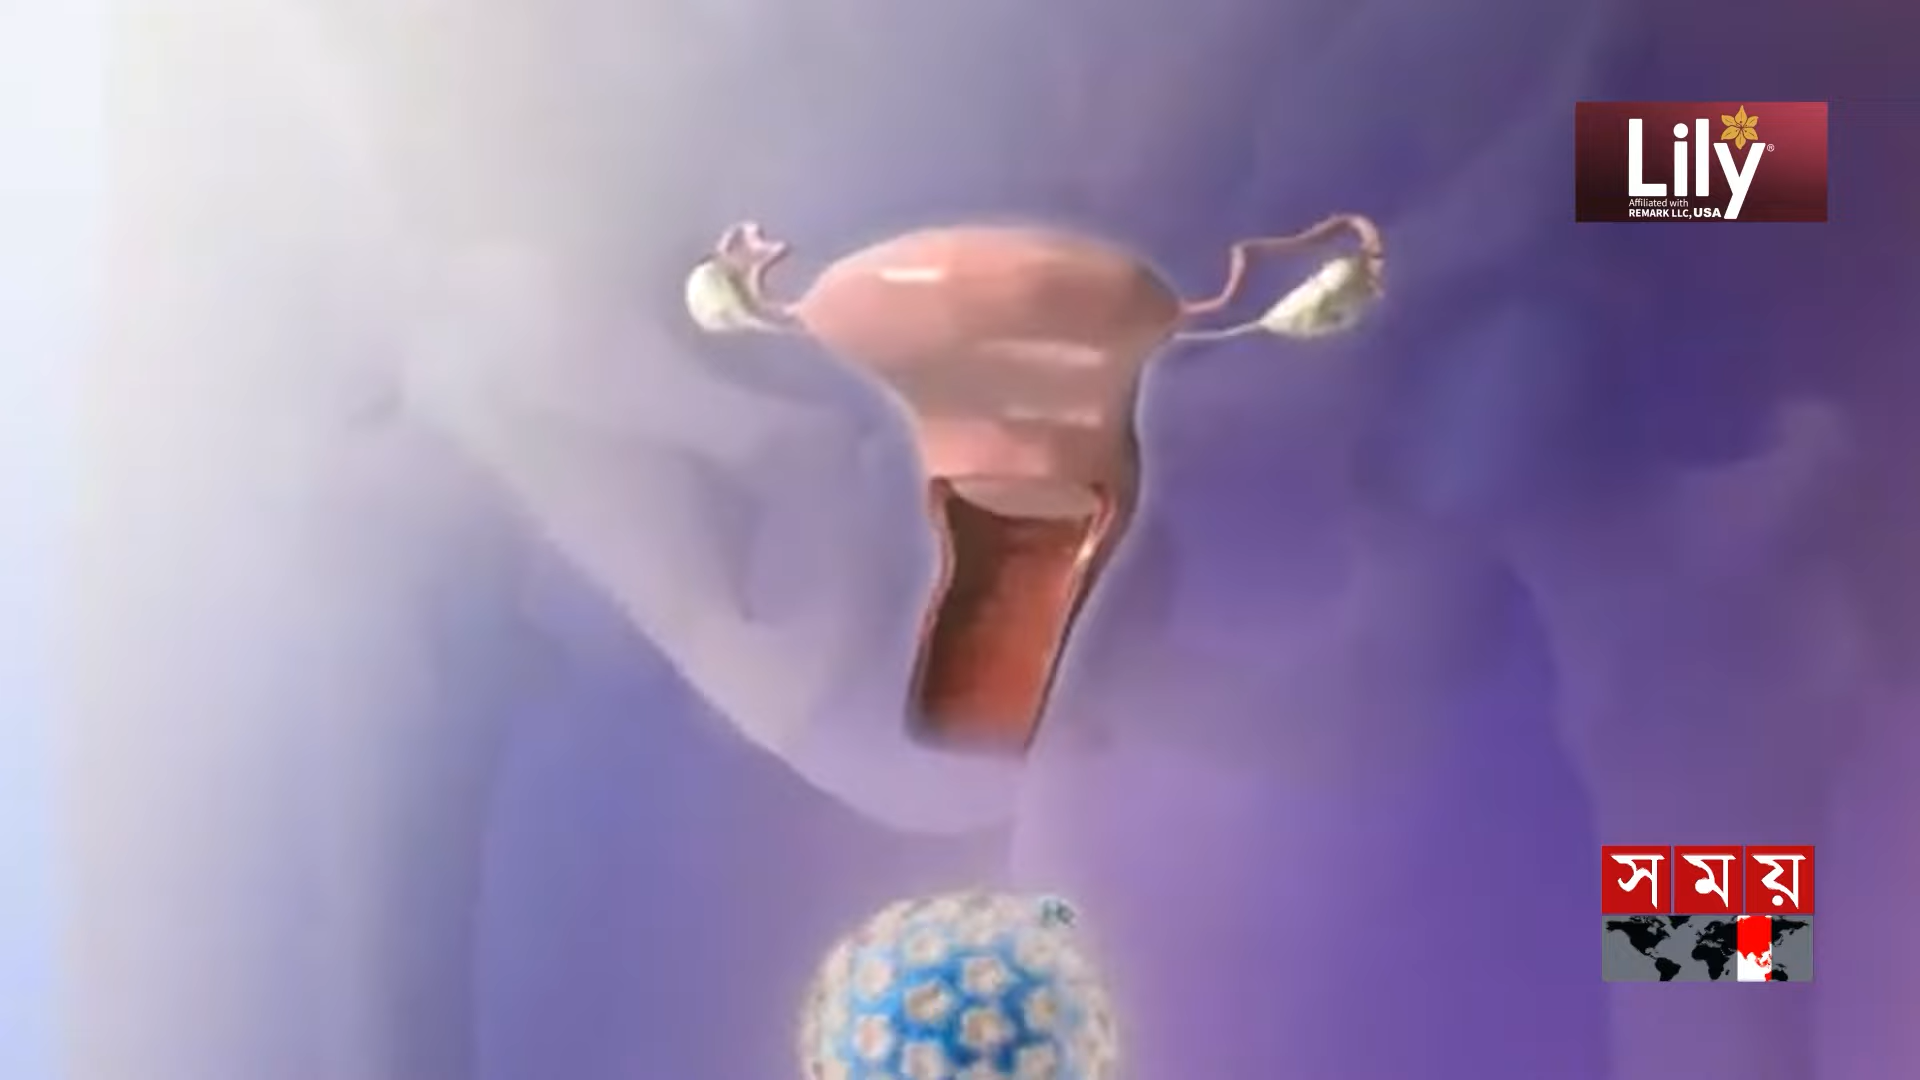 Lily®
Affiliated with
REMARK LLC, USA
সময়